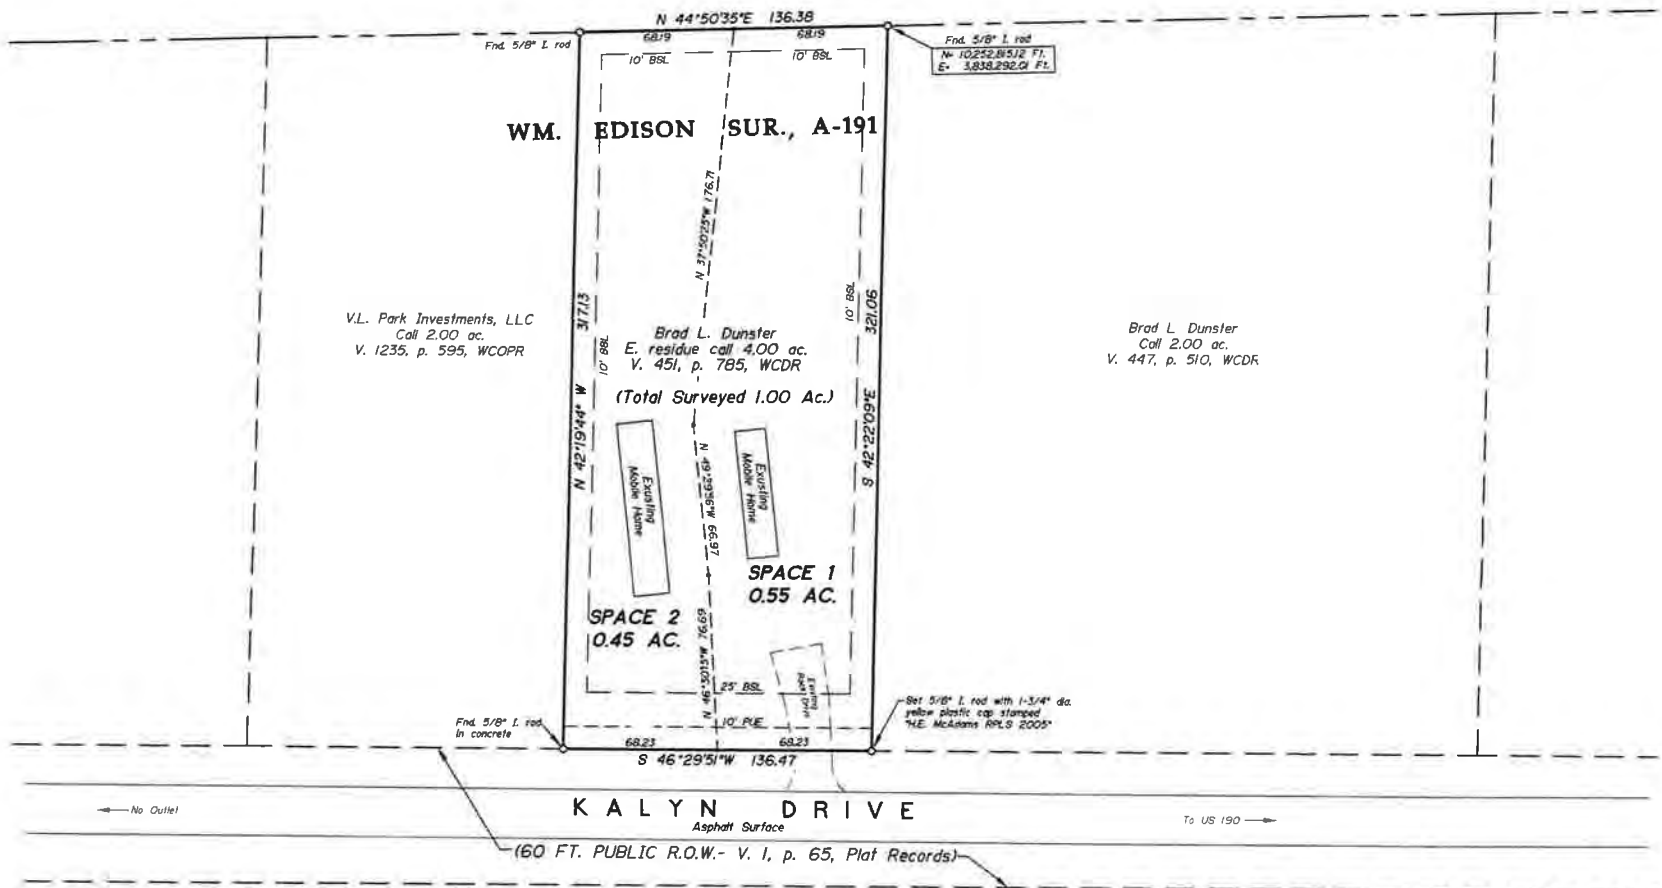 N 44°50'35"E 136.38
68.19 68.19
Fnd. 5/8" I. rod
Fnd. 5/8" I. rod
E= 3,838,292.01 Ft.
10' BSL
10' BSL
WM. EDISON SUR., A-191
N 37°50'25"W 176.71
N 42°19'44" W 317.13
10' BSL
10' BSL
S 42°22'09"E 321.06
V.L. Park Investments, LLC
Call 2.00 ac.
V. 1235, p. 595, WCOPR
Brad L. Dunster
E. residue call 4.00 ac.
V. 451, p. 785, WCDR
(Total Surveyed 1.00 Ac.)
Brad L. Dunster
Call 2.00 ac.
V. 447, p. 510, WCDR
Exusting
Mobile Home
N 49°29'56"W 66.97
Exusting
Mobile Home
SPACE 1
0.55 AC.
SPACE 2
0.45 AC.
N 46°50'15"W 76.69
Existing
25' BSL
10' PUE
Fnd. 5/8" I. rod
in concrete
Set 5/8" I. rod with 1-3/4" dia.
yellow plastic cap stamped
"H.E. McAdams RPLS 2005"
68.23 68.23
S 46°29'51"W 136.47
No Outlet
KALYN DRIVE
Asphalt Surface
To US 190
(60 FT. PUBLIC R.O.W.- V. 1, p. 65, Plat Records)